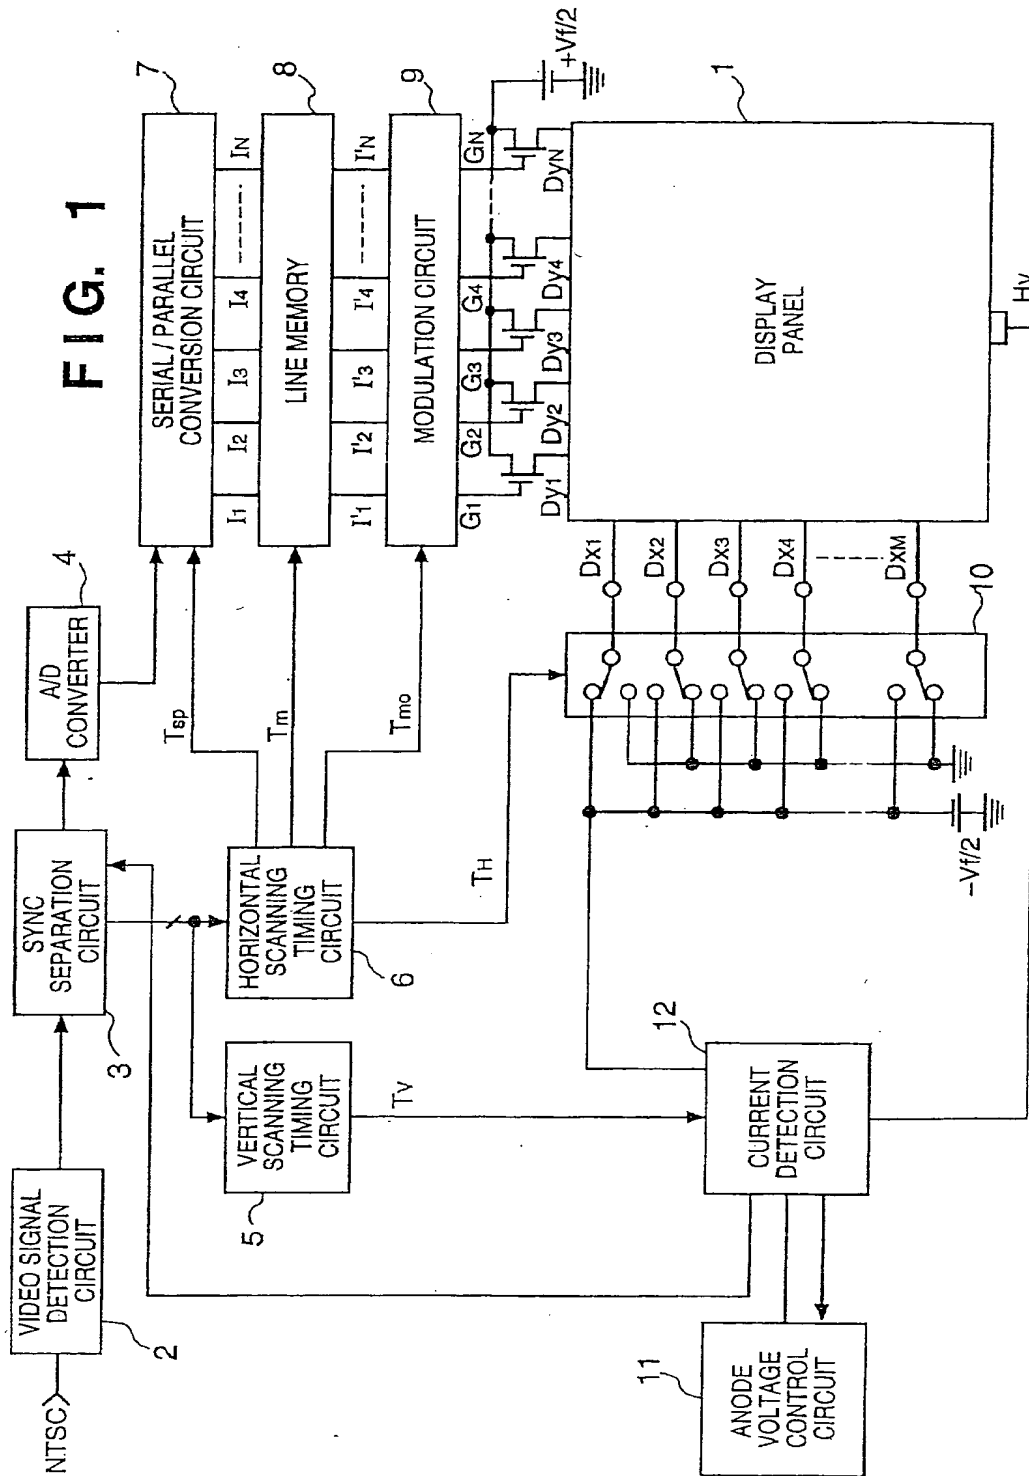 FIG. 1
NTSC
VIDEO SIGNAL
DETECTION
CIRCUIT
2
SYNC
SEPARATION
CIRCUIT
3
A/D
CONVERTER
4
VERTICAL
SCANNING
TIMING
CIRCUIT
5
HORIZONTAL
SCANNING
TIMING
CIRCUIT
6
Tsp
Tm
Tmo
TH
TV
SERIAL / PARALLEL
CONVERSION CIRCUIT
7
I1 I2 I3 I4 IN
LINE MEMORY
8
I'1 I'2 I'3 I'4 I'N
MODULATION CIRCUIT
9
G1 G2 G3 G4 GN
+Vf/2
Dy1 Dy2 Dy3 Dy4 DyN
DISPLAY
PANEL
1
Hv
Dx1
Dx2
Dx3
Dx4
DxM
10
-Vf/2
CURRENT
DETECTION
CIRCUIT
12
ANODE
VOLTAGE
CONTROL
CIRCUIT
11